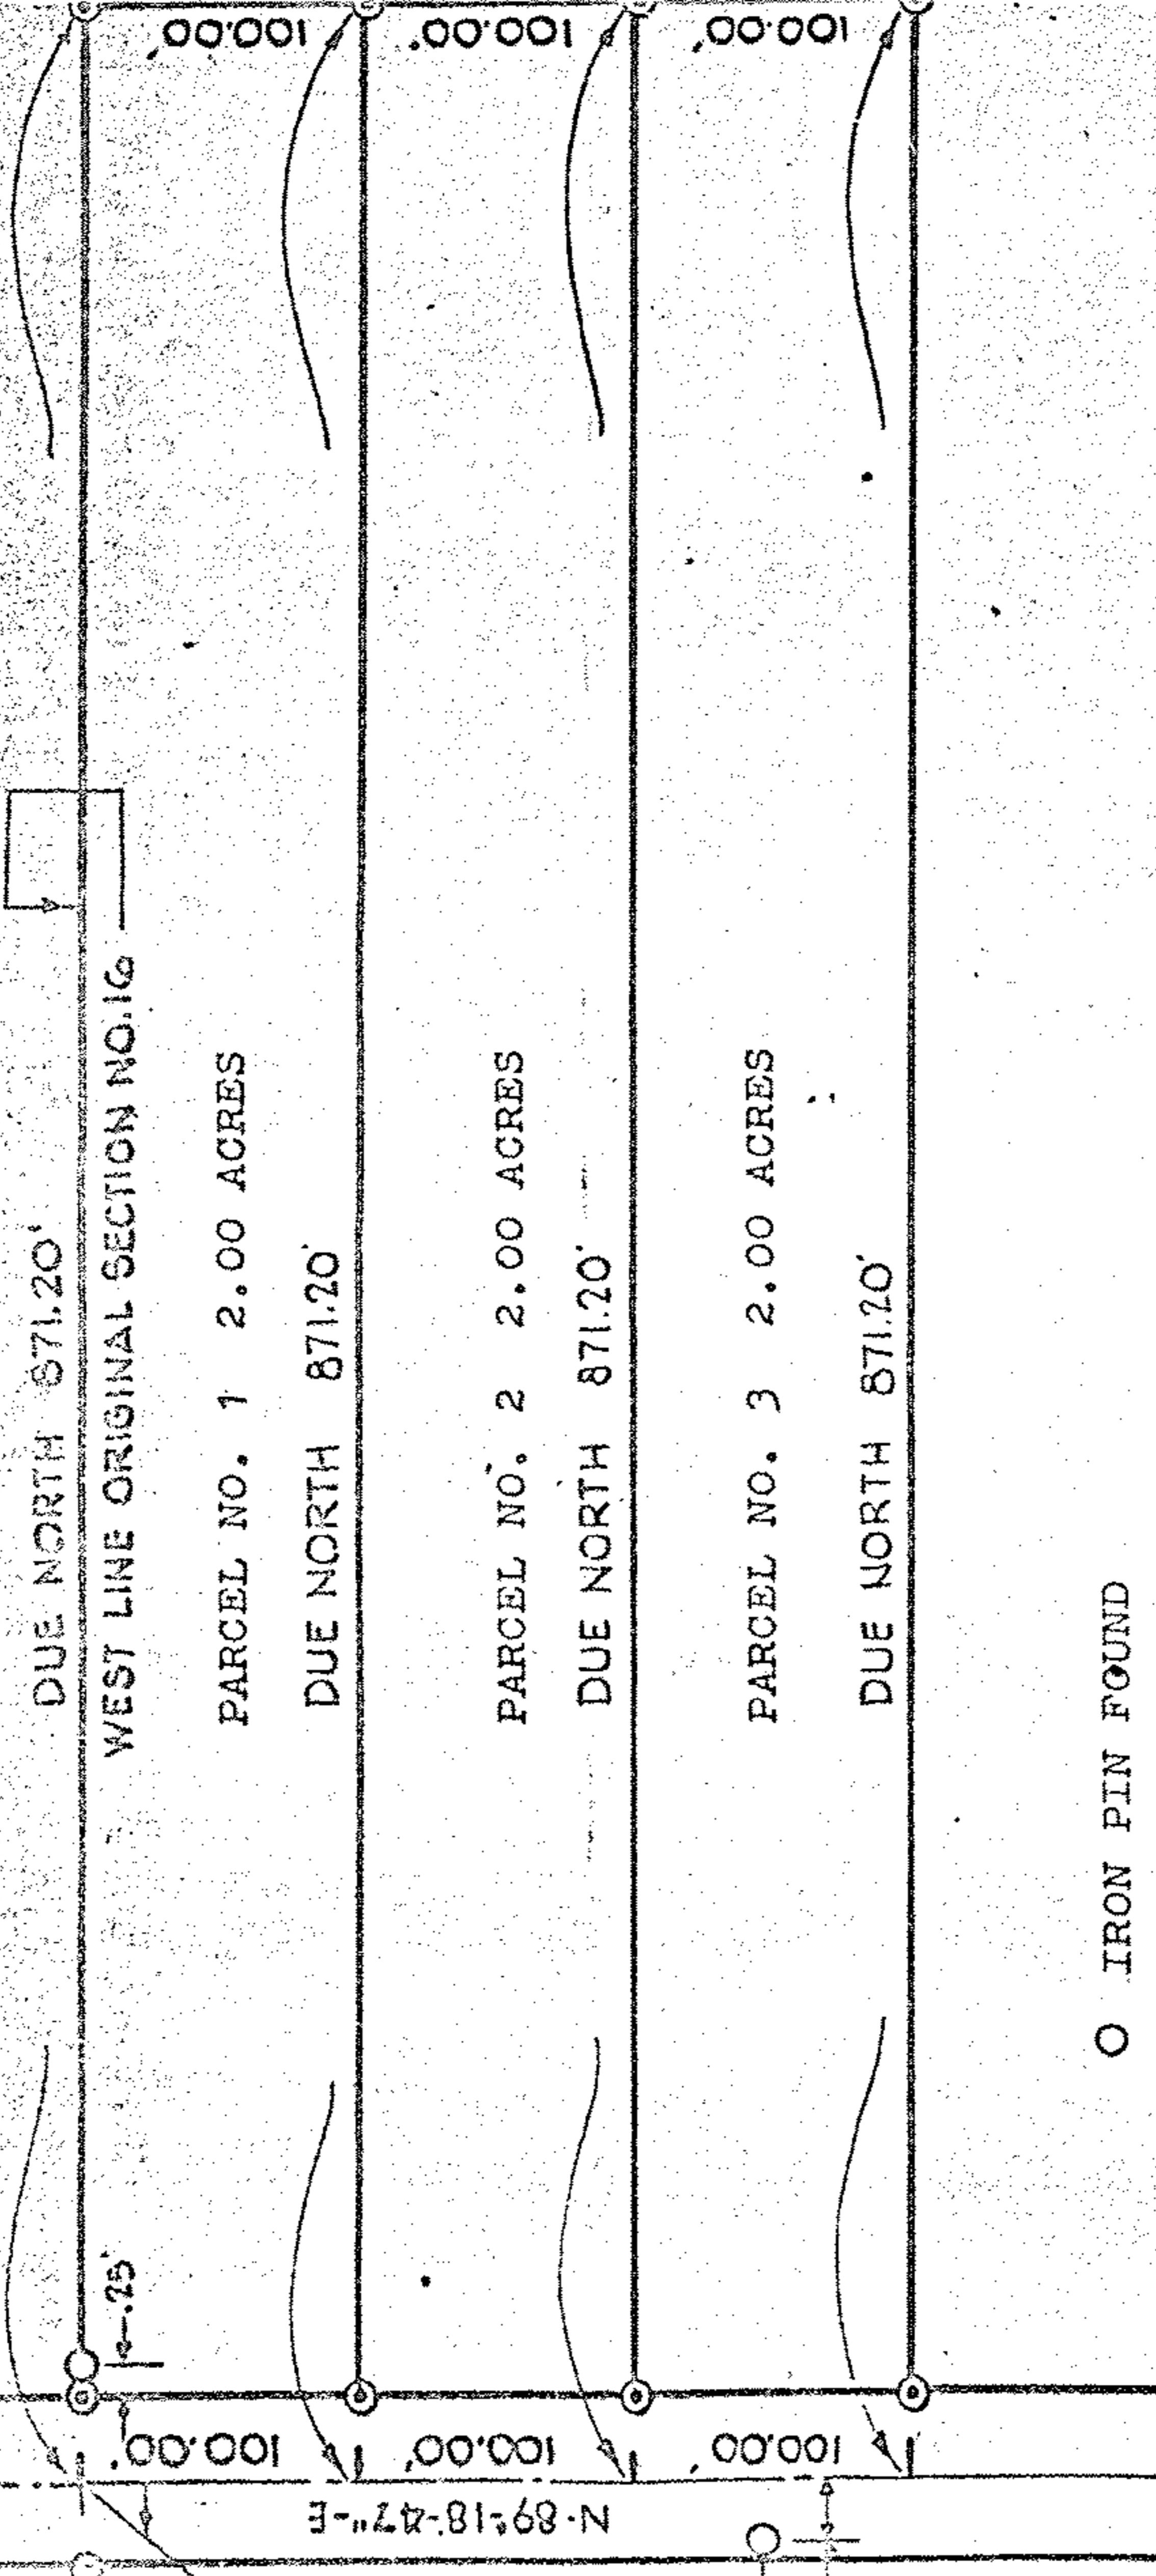 100.00'
100.00'
100.00'
DUE NORTH 871.20'
WEST LINE ORIGINAL SECTION NO. 16
PARCEL NO. 1 2.00 ACRES
DUE NORTH 871.20'
PARCEL NO. 2 2.00 ACRES
DUE NORTH 871.20'
PARCEL NO. 3 2.00 ACRES
DUE NORTH 871.20'
IRON PIN FOUND
.25'
100.00'
100.00'
100.00'
N-89°-18'-47"-E